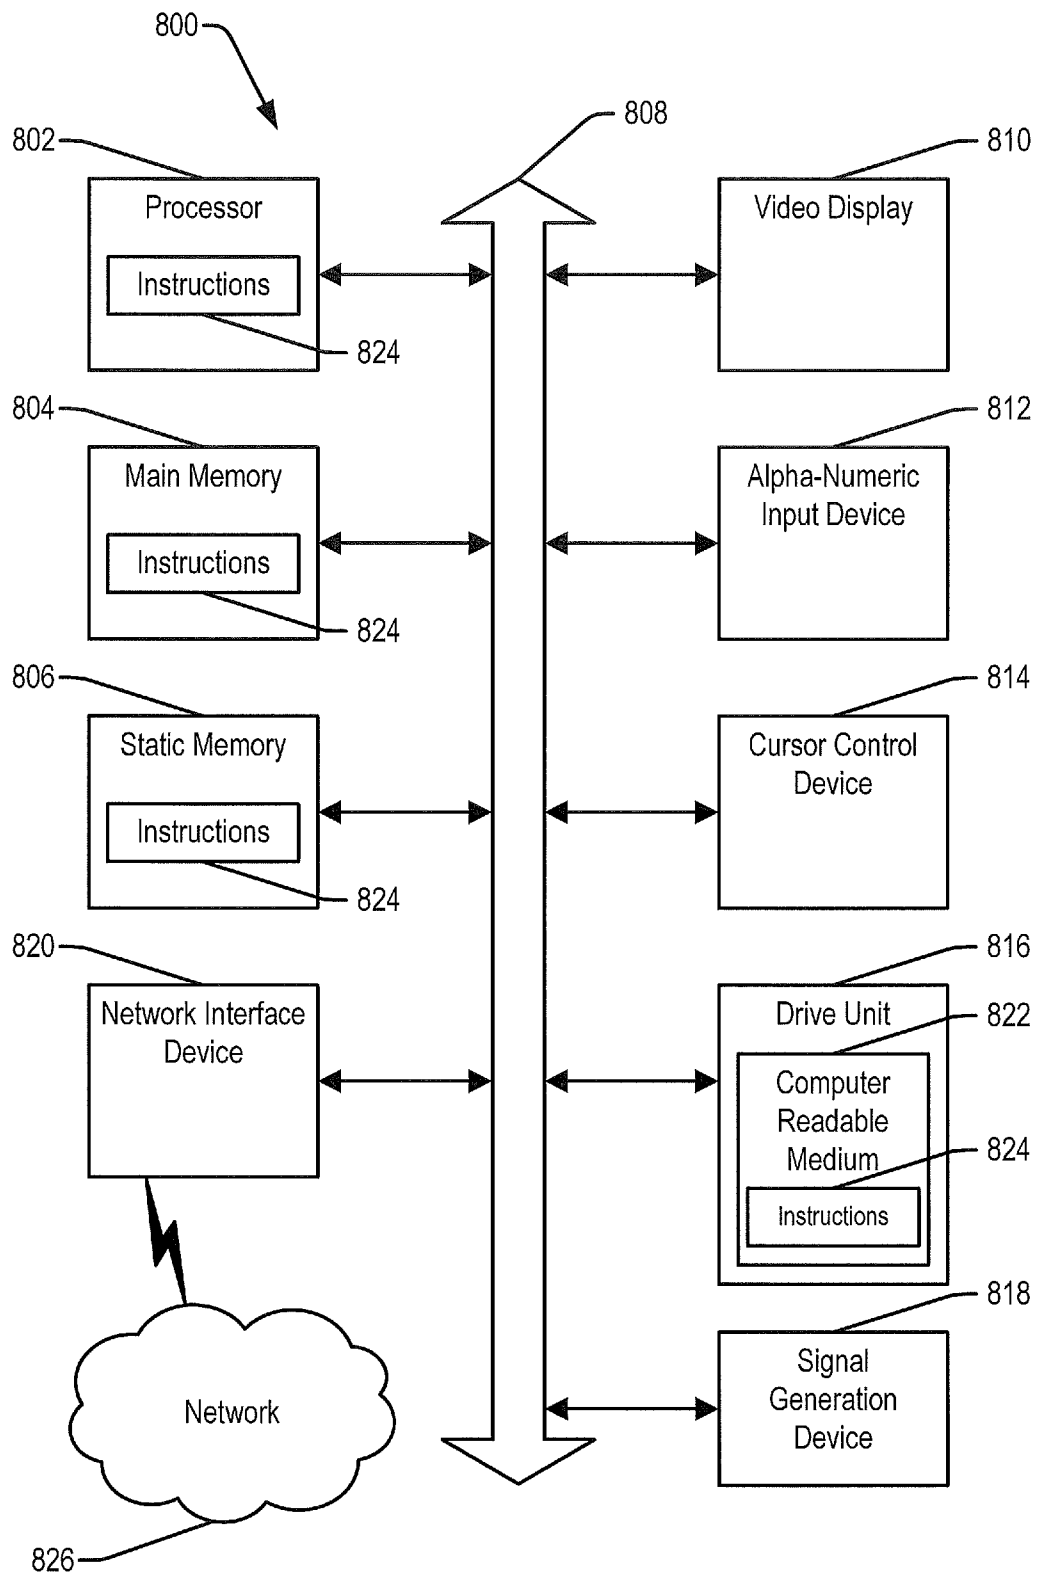 800
808
802
810
Processor
Video Display
Instructions
824
804
812
Main Memory
Alpha-Numeric
Input Device
Instructions
824
806
814
Static Memory
Cursor Control
Device
Instructions
824
820
816
Network Interface
Device
Drive Unit
822
Computer
Readable
Medium
824
Instructions
818
Signal
Generation
Device
Network
826